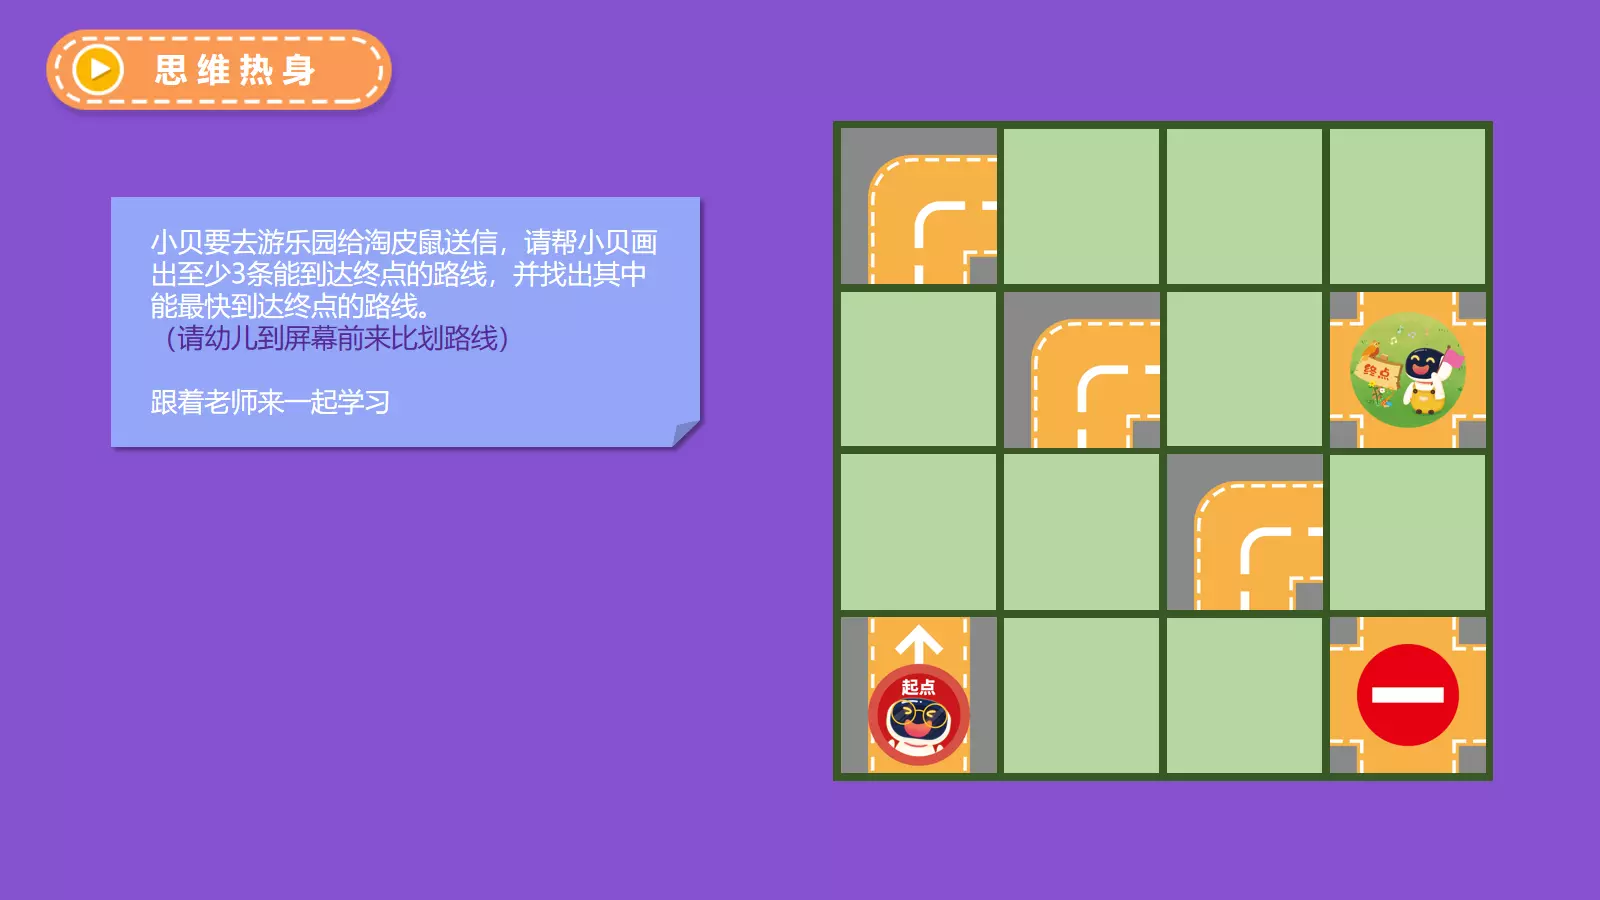 思维热身
小贝要去游乐园给淘皮鼠送信，请帮小贝画
出至少3条能到达终点的路线，并找出其中
能最快到达终点的路线。
（请幼儿到屏幕前来比划路线）
跟着老师来一起学习
终点
起点